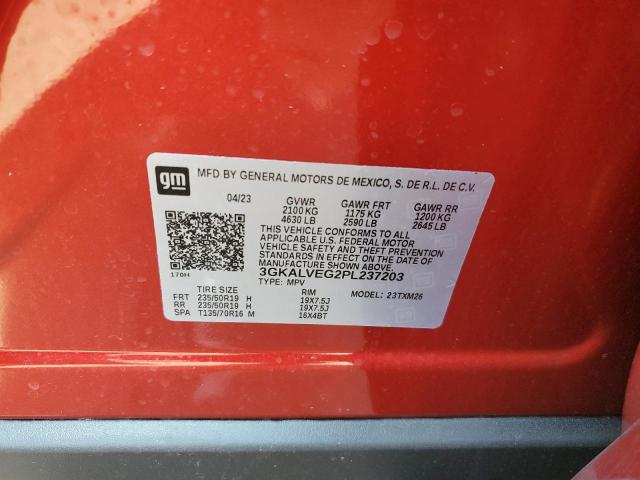 gm MFD BY GENERAL MOTORS DE MEXICO, S. DE R.L. DE C.V.
04/23 GVWR GAWR FRT GAWR RR
2100 KG 1175 KG 1200 KG
4630 LB 2590 LB 2645 LB
THIS VEHICLE CONFORMS TO ALL
APPLICABLE U.S. FEDERAL MOTOR
VEHICLE SAFETY AND THEFT PREVENTION
STANDARDS IN EFFECT ON THE DATE OF
MANUFACTURE SHOWN ABOVE.
3GKALVEG2PL237203
170H TYPE: MPV MODEL: 23TXM26
TIRE SIZE RIM
FRT 235/50R19 H 19X7.5J
RR 235/50R19 H 19X7.5J
SPA T135/70R16 M 16X4BT